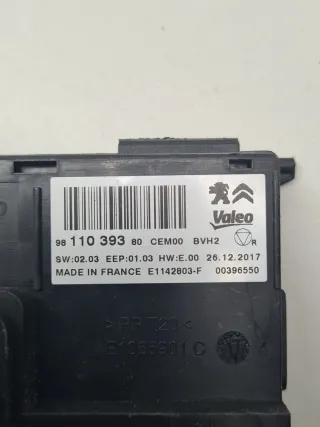 Valeo
98 110 393 80 CEM00 BVH2 R
SW:02.03 EEP:01.03 HW:E.00 26.12.2017
MADE IN FRANCE E1142803-F 00396550
>PP T20<
E1066901 C